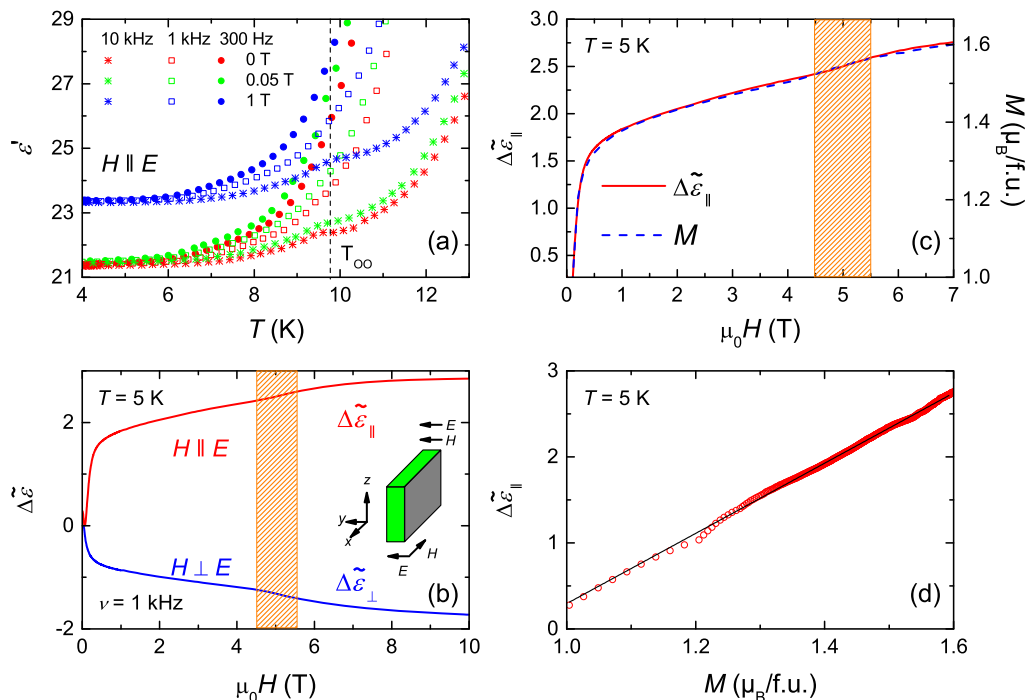 29
27
25
23
21
ε'
10 kHz 1 kHz 300 Hz
0 T
0.05 T
1 T
H ∥ E
(a)
T_OO
4 6 8 10 12
T (K)
3.0
2.5
2.0
1.5
1.0
0.5
Δε̃_∥
T = 5 K
Δε̃_∥
M
(c)
1.6
1.4
1.2
1.0
M (μ_B/f.u.)
0 1 2 3 4 5 6 7
μ₀H (T)
2
0
-2
Δε̃
T = 5 K
H ∥ E
Δε̃_∥
E
H
z
y
x
H
E
H ⊥ E
Δε̃_⊥
ν = 1 kHz
(b)
0 2 4 6 8 10
μ₀H (T)
3
2
1
0
Δε̃_∥
T = 5 K
(d)
1.0 1.2 1.4 1.6
M (μ_B/f.u.)